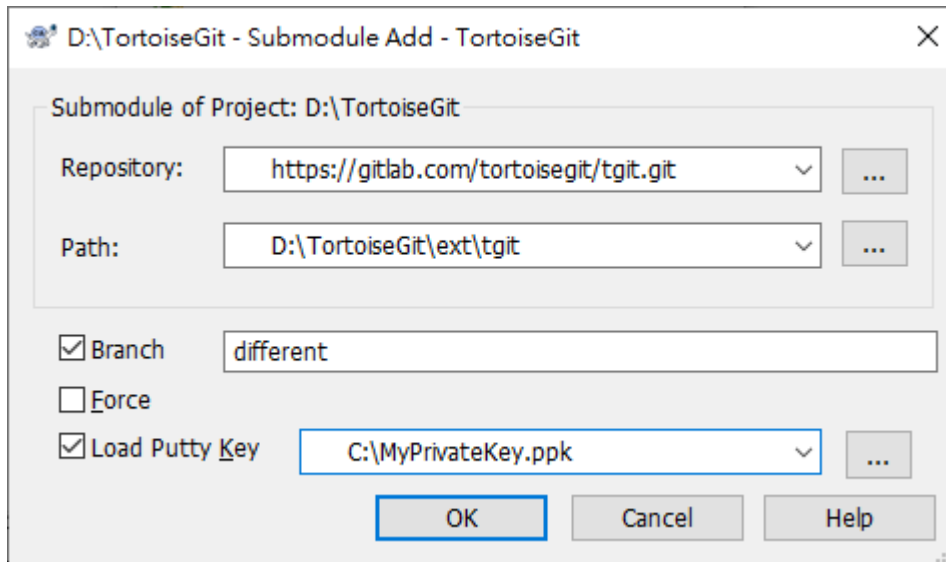 D:\TortoiseGit - Submodule Add - TortoiseGit
Submodule of Project: D:\TortoiseGit
Repository: https://gitlab.com/tortoisegit/tgit.git ...
Path: D:\TortoiseGit\ext\tgit ...
Branch different
Force
Load Putty Key C:\MyPrivateKey.ppk ...
OK Cancel Help